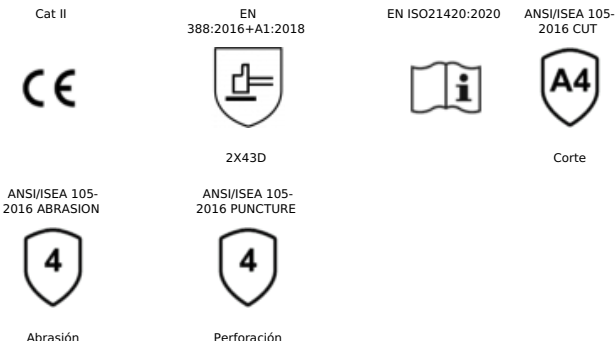 Cat II
EN
388:2016+A1:2018
EN ISO21420:2020
ANSI/ISEA 105-
2016 CUT
CE
i
A4
2X43D
Corte
ANSI/ISEA 105-
2016 ABRASION
ANSI/ISEA 105-
2016 PUNCTURE
4
4
Abrasión
Perforación